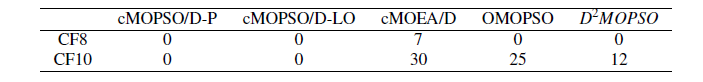 cMOPSO/D-P cMOPSO/D-LO cMOEA/D OMOPSO D²MOPSO
CF8 0 0 7 0 0
CF10 0 0 30 25 12